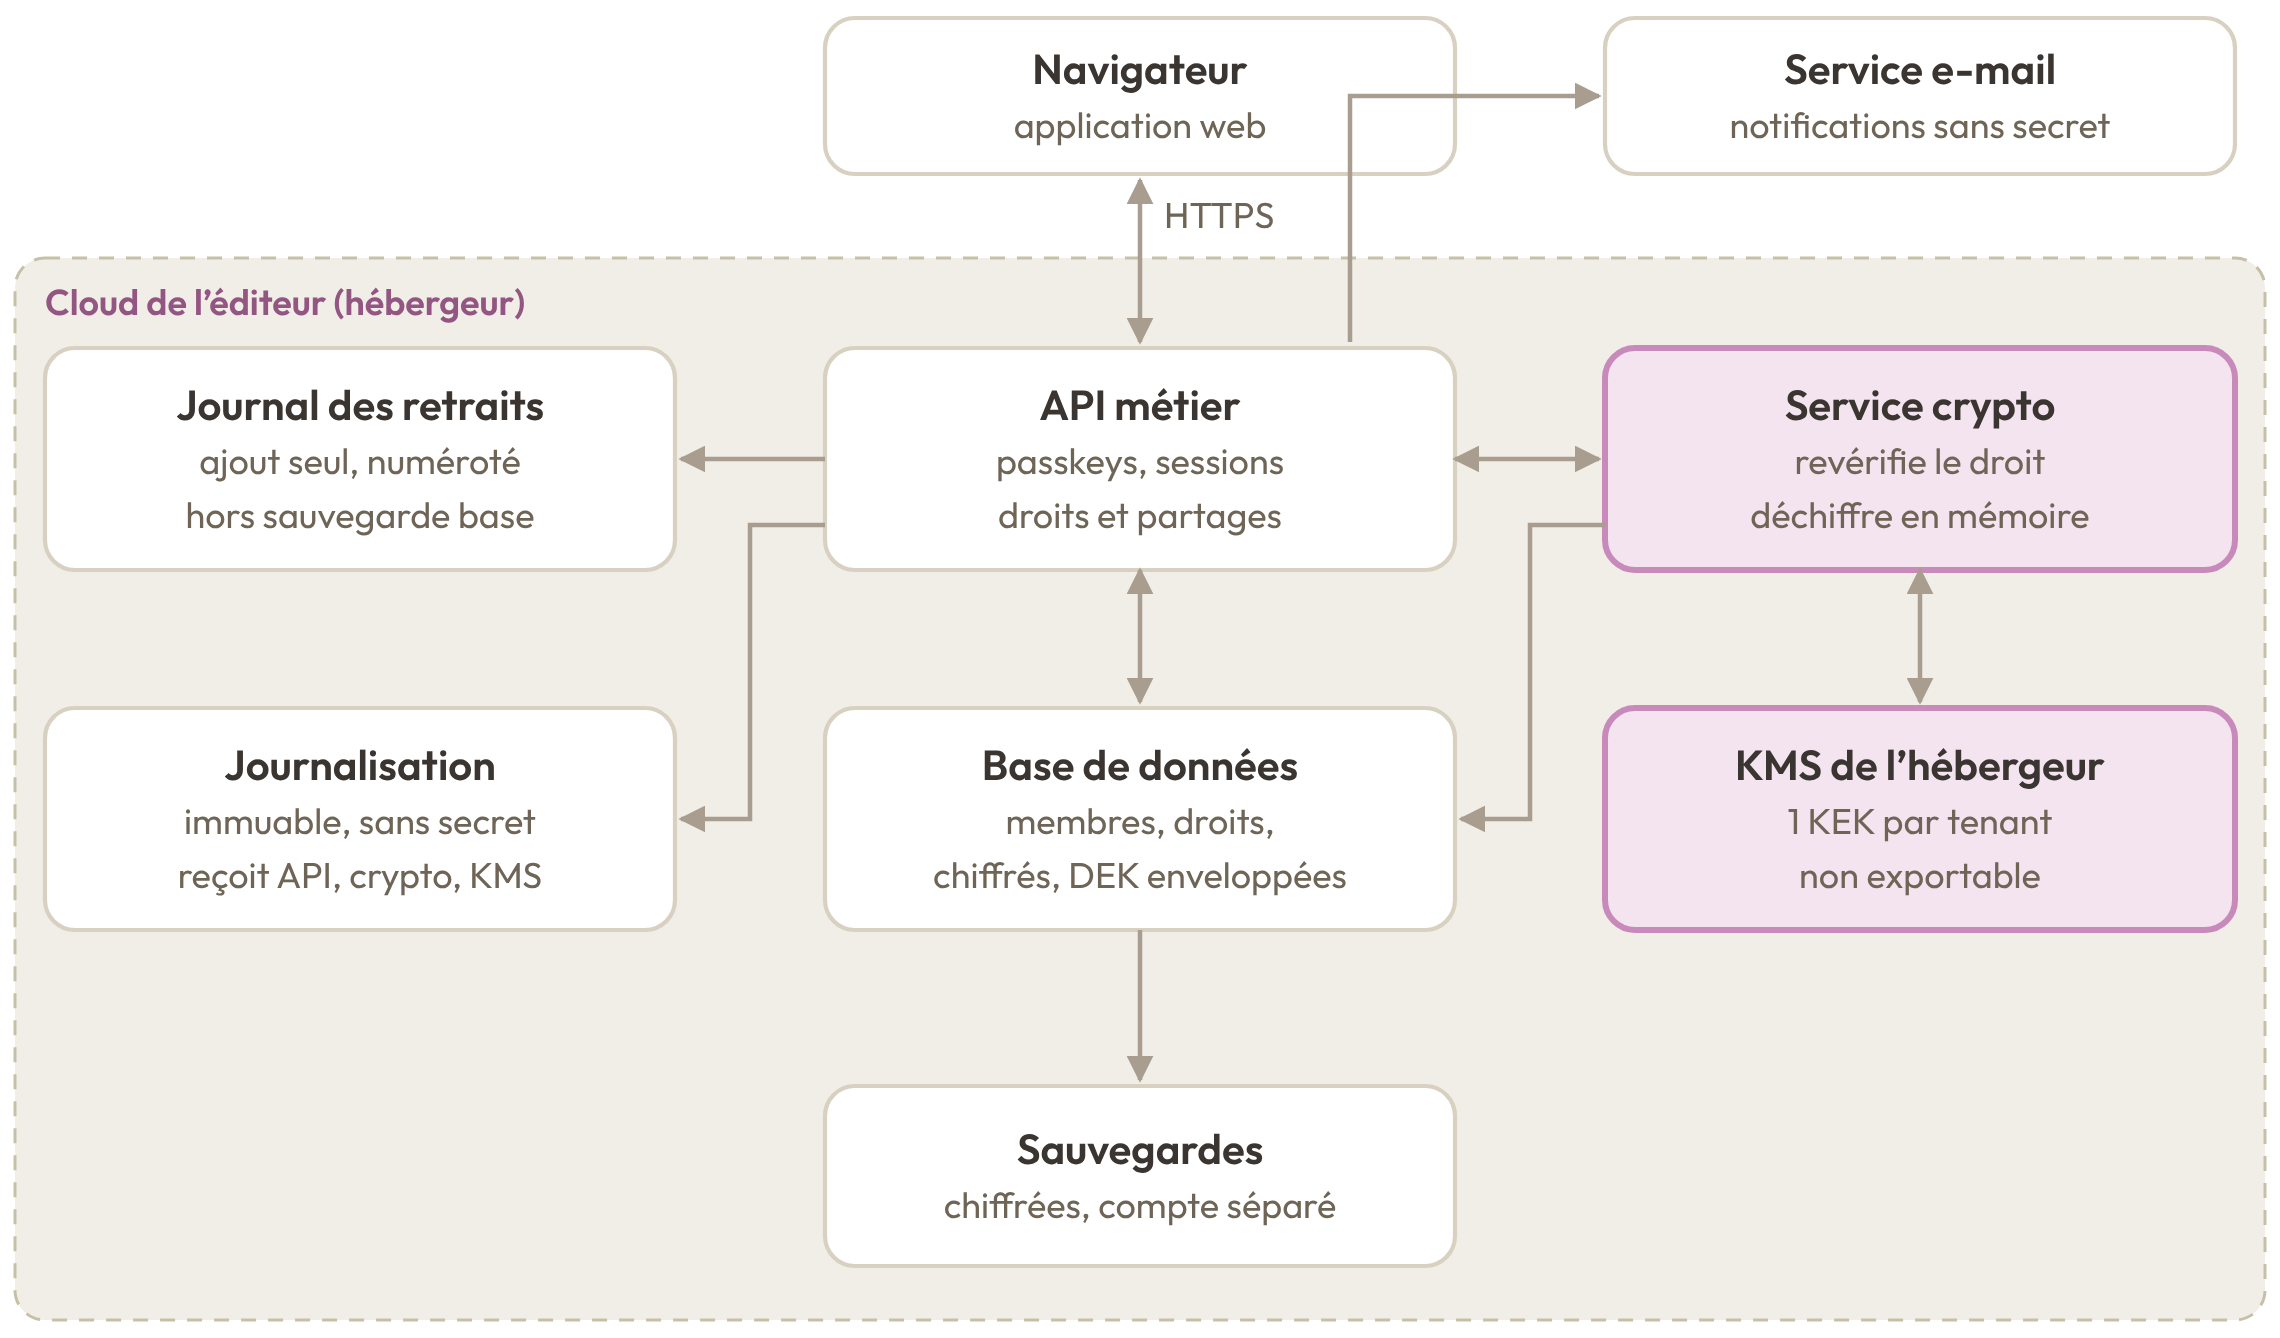 Navigateur
application web
Service e-mail
notifications sans secret
HTTPS
Cloud de l’éditeur (hébergeur)
Journal des retraits
ajout seul, numéroté
hors sauvegarde base
API métier
passkeys, sessions
droits et partages
Service crypto
revérifie le droit
déchiffre en mémoire
Journalisation
immuable, sans secret
reçoit API, crypto, KMS
Base de données
membres, droits,
chiffrés, DEK enveloppées
KMS de l’hébergeur
1 KEK par tenant
non exportable
Sauvegardes
chiffrées, compte séparé